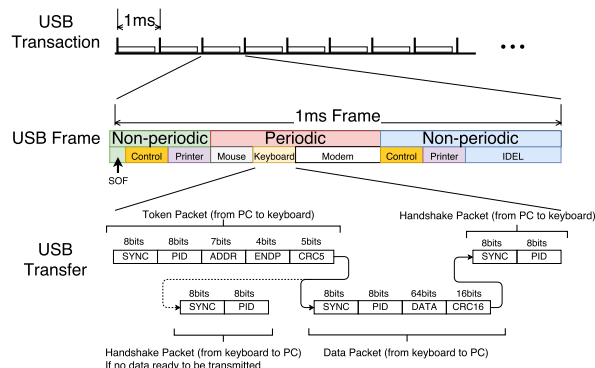 USB
Transaction
1ms
1ms Frame
USB Frame
Non-periodic Periodic Non-periodic
Control Printer Mouse Keyboard Modem Control Printer IDEL
SOF
Token Packet (from PC to keyboard)
Handshake Packet (from PC to keyboard)
USB
Transfer
8bits 8bits 7bits 4bits 5bits
SYNC PID ADDR ENDP CRC5
8bits 8bits
SYNC PID
8bits 8bits
SYNC PID
8bits 8bits 64bits 16bits
SYNC PID DATA CRC16
Handshake Packet (from keyboard to PC)
If no data ready to be transmitted
Data Packet (from keyboard to PC)